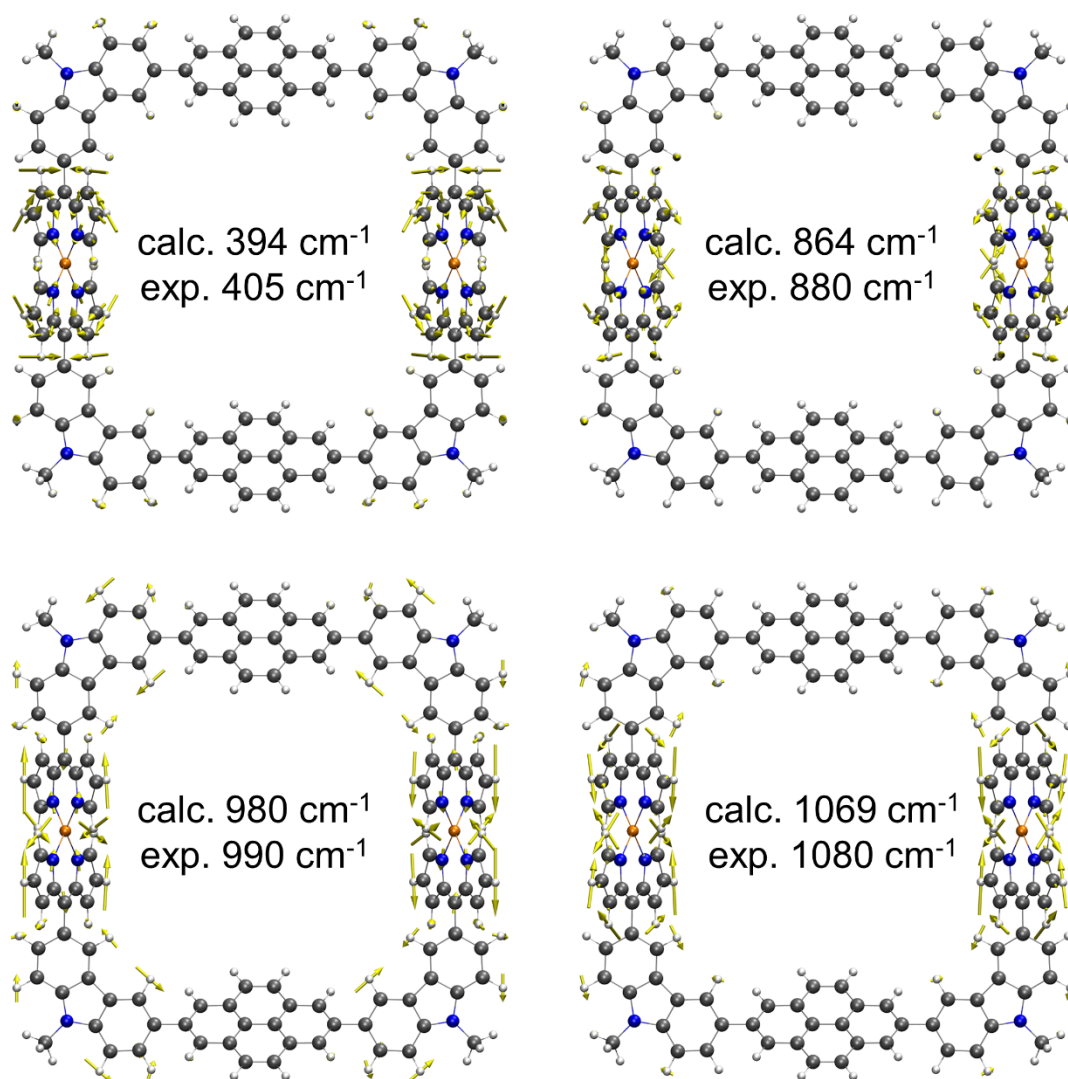 calc. 394 cm⁻¹
exp. 405 cm⁻¹
calc. 864 cm⁻¹
exp. 880 cm⁻¹
calc. 980 cm⁻¹
exp. 990 cm⁻¹
calc. 1069 cm⁻¹
exp. 1080 cm⁻¹